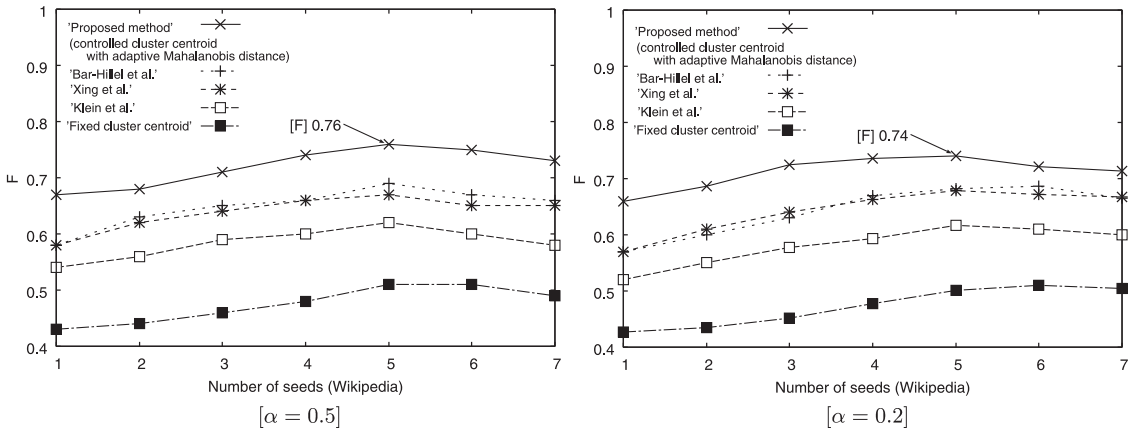 1
0.9
0.8
0.7
0.6
0.5
0.4
F
'Proposed method'
(controlled cluster centroid
with adaptive Mahalanobis distance)
'Bar-Hillel et al.'
'Xing et al.'
'Klein et al.'
'Fixed cluster centroid'
[F] 0.76
1 2 3 4 5 6 7
Number of seeds (Wikipedia)
[α = 0.5]
1
0.9
0.8
0.7
0.6
0.5
0.4
F
'Proposed method'
(controlled cluster centroid
with adaptive Mahalanobis distance)
'Bar-Hillel et al.'
'Xing et al.'
'Klein et al.'
'Fixed cluster centroid'
[F] 0.74
1 2 3 4 5 6 7
Number of seeds (Wikipedia)
[α = 0.2]